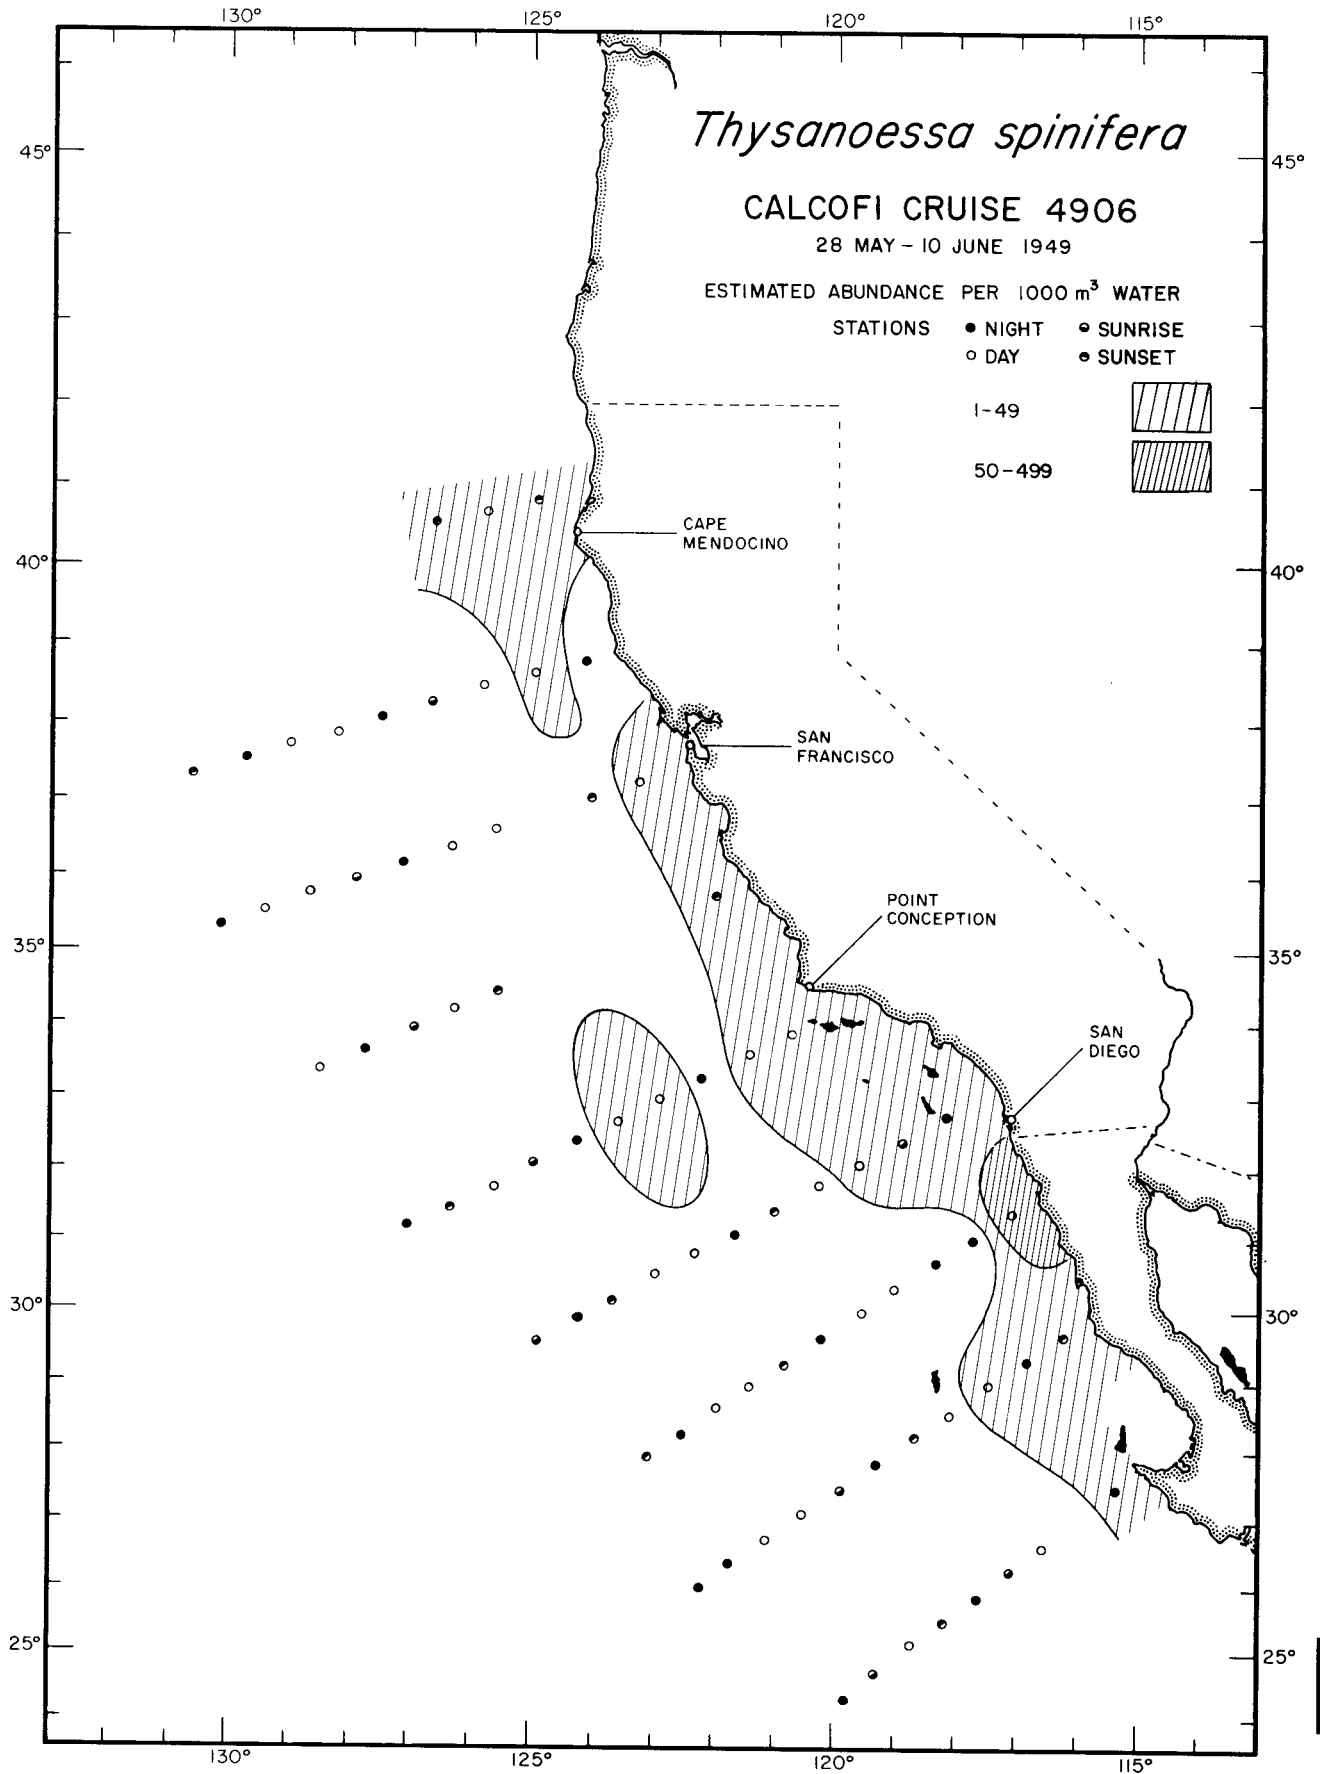 130° 125° 120° 115°
Thysanoessa spinifera
CALCOFI CRUISE 4906
28 MAY – 10 JUNE 1949
ESTIMATED ABUNDANCE PER 1000 m³ WATER
STATIONS ● NIGHT SUNRISE
○ DAY SUNSET
1-49
50-499
45° 45°
CAPE
MENDOCINO
40° 40°
SAN
FRANCISCO
POINT
CONCEPTION
35° 35°
SAN
DIEGO
30° 30°
25° 25°
130° 125° 120° 115°